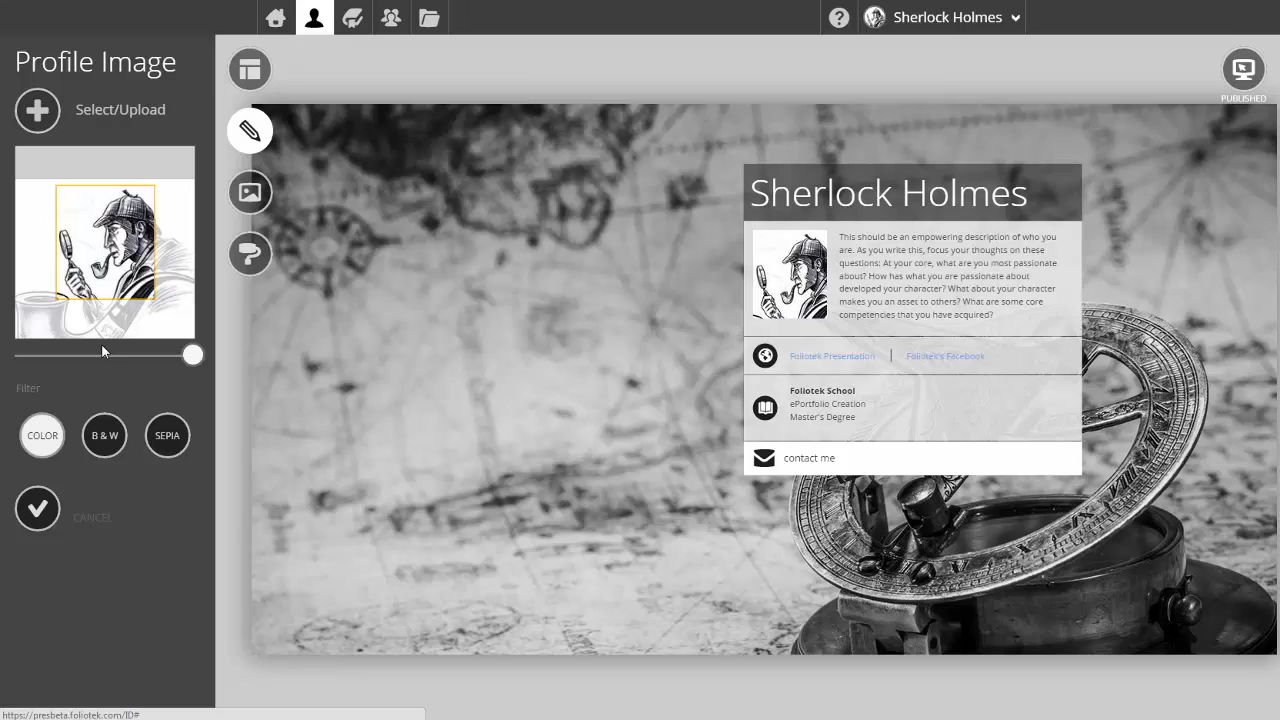 Sherlock Holmes
Profile Image
Select/Upload
PUBLISHED
Sherlock Holmes
This should be an empowering description of who you
are. As you write this, focus your thoughts on these
questions: At your core, what are you most passionate
about? How has what you are passionate about
developed your character? What about your character
makes you an asset to others? What are some core
competencies that you have acquired?
Foliotek Presentation
Foliotek's Facebook
Filter
Foliotek School
ePortfolio Creation
Master's Degree
COLOR
B & W
SEPIA
contact me
CANCEL
https://presbeta.foliotek.com/ID#